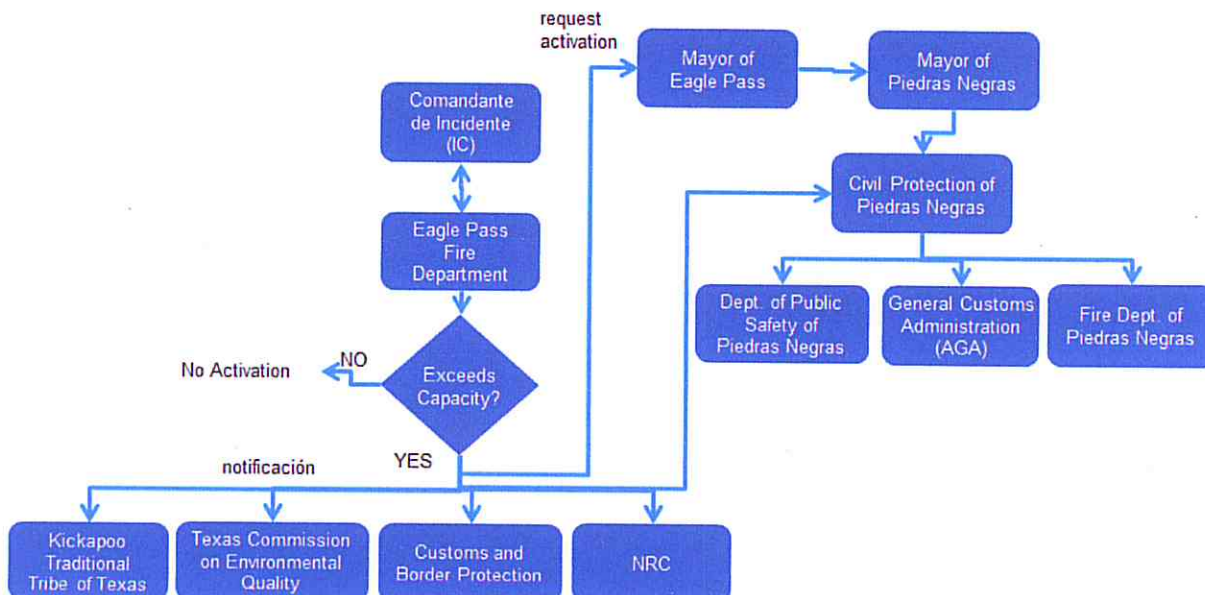 request
activation
Mayor of
Eagle Pass
Mayor of
Piedras Negras
Comandante
de Incidente
(IC)
Civil Protection of
Piedras Negras
Eagle Pass
Fire
Department
Dept. of Public
Safety of
Piedras Negras
General Customs
Administration
(AGA)
Fire Dept. of
Piedras Negras
No Activation
NO
Exceeds
Capacity?
YES
notificación
Kickapoo
Traditional
Tribe of Texas
Texas Commission
on Environmental
Quality
Customs and
Border Protection
NRC